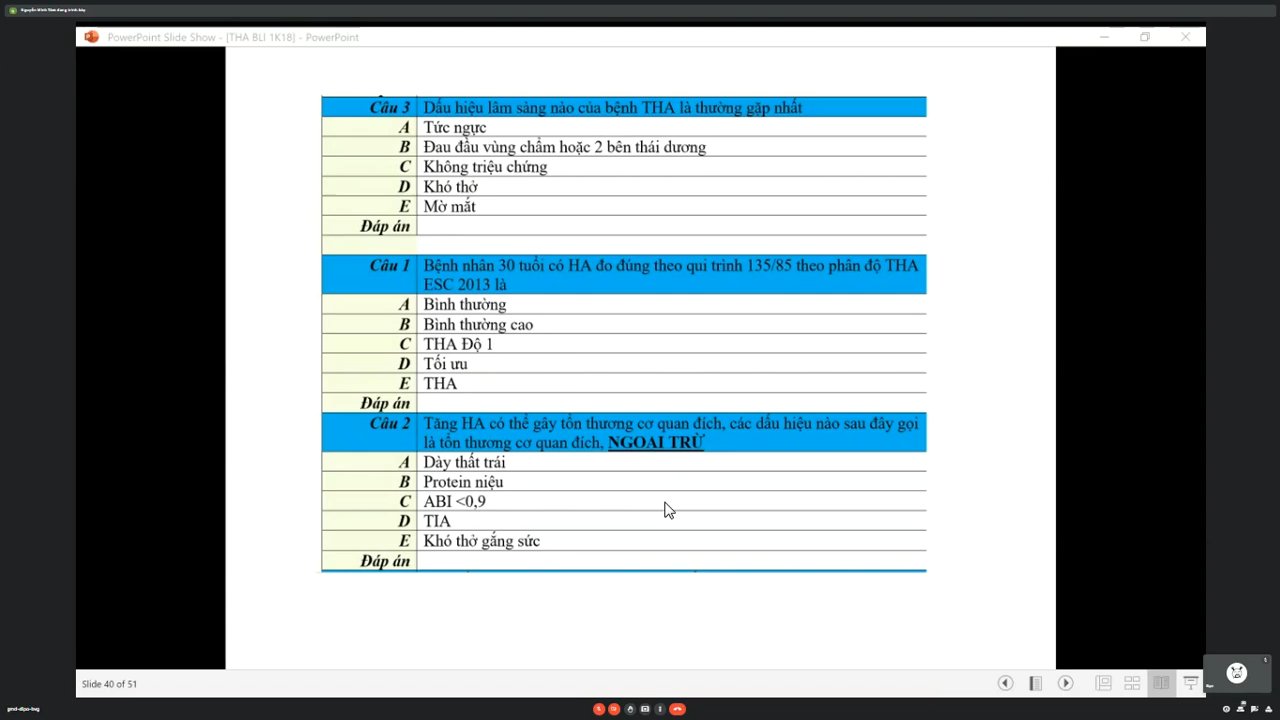 Nguyễn Minh Tâm đang trình bày
PowerPoint Slide Show - [THA BLI 1K18] - PowerPoint
Câu 3 Dấu hiệu lâm sàng nào của bệnh THA là thường gặp nhất
A Tức ngực
B Đau đầu vùng chẩm hoặc 2 bên thái dương
C Không triệu chứng
D Khó thở
E Mờ mắt
Đáp án
Câu 1 Bệnh nhân 30 tuổi có HA đo đúng theo qui trình 135/85 theo phân độ THA
ESC 2013 là
A Bình thường
B Bình thường cao
C THA Độ 1
D Tối ưu
E THA
Đáp án
Câu 2 Tăng HA có thể gây tổn thương cơ quan đích, các dấu hiệu nào sau đây gọi
là tổn thương cơ quan đích, NGOẠI TRỪ
A Dày thất trái
B Protein niệu
C ABI <0,9
D TIA
E Khó thở gắng sức
Đáp án
Slide 40 of 51